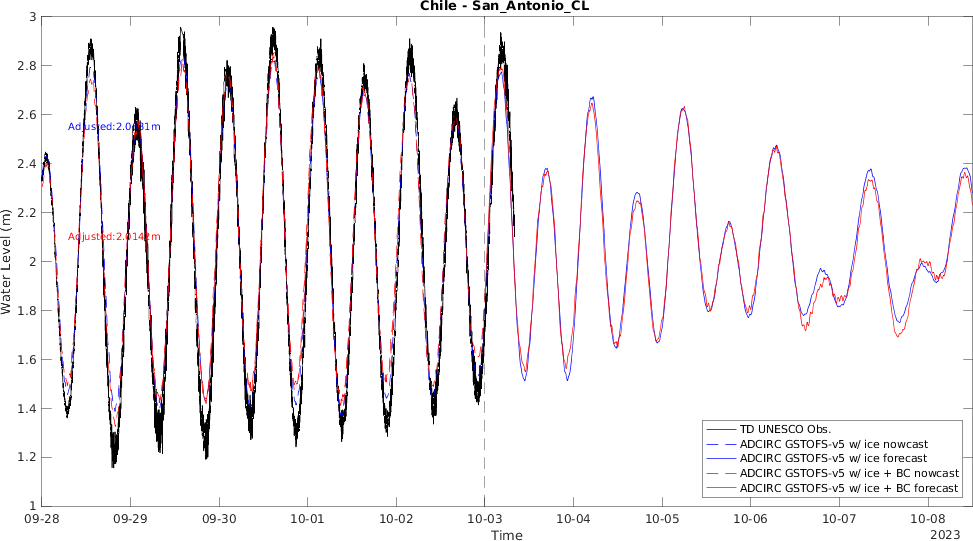 Chile - San_Antonio_CL
Water Level (m)
3
2.8
2.6
2.4
2.2
2
1.8
1.6
1.4
1.2
1
m
m
TD UNESCO Obs.
ADCIRC GSTOFS-v5 w/ ice nowcast
ADCIRC GSTOFS-v5 w/ ice forecast
ADCIRC GSTOFS-v5 w/ ice + BC nowcast
ADCIRC GSTOFS-v5 w/ ice + BC forecast
09-28
09-29
09-30
10-01
10-02
10-03
10-04
10-05
10-06
10-07
10-08
Time
2023